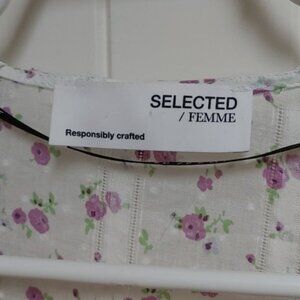 SELECTED
/ FEMME
Responsibly crafted